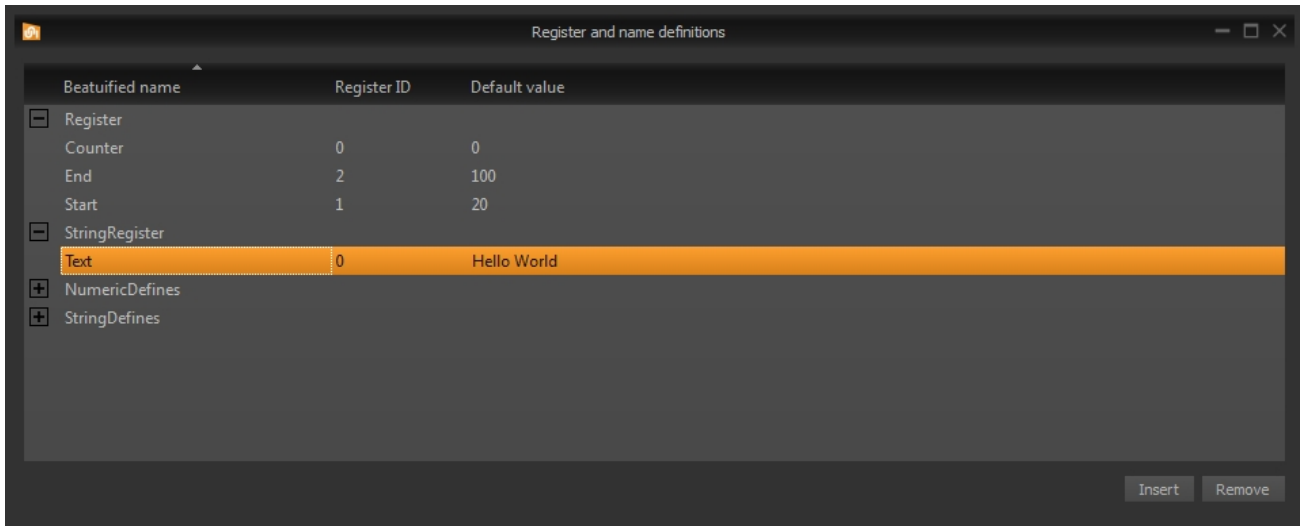 Register and name definitions
Beatuified name Register ID Default value
Register
Counter 0 0
End 2 100
Start 1 20
StringRegister
Text 0 Hello World
NumericDefines
StringDefines
Insert Remove